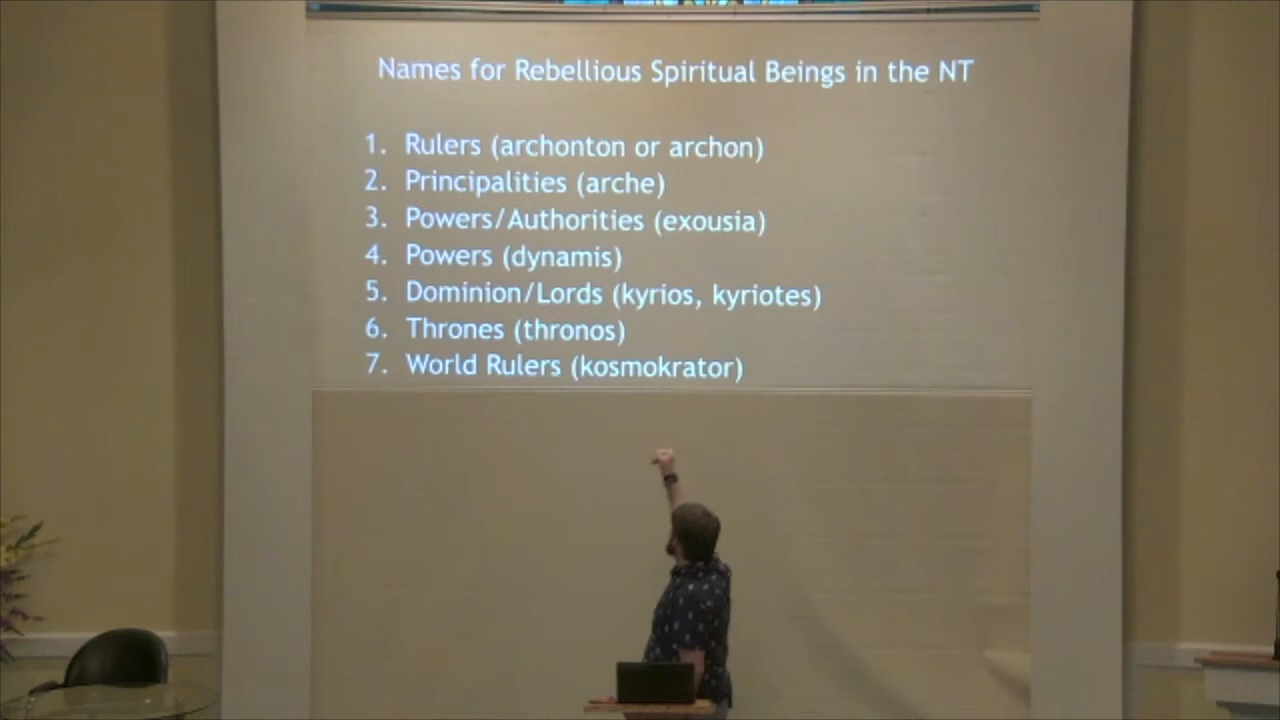 Names for Rebellious Spiritual Beings in the NT
1. Rulers (archonton or archon)
2. Principalities (arche)
3. Powers/Authorities (exousia)
4. Powers (dynamis)
5. Dominion/Lords (kyrios, kyriotes)
6. Thrones (thronos)
7. World Rulers (kosmokrator)